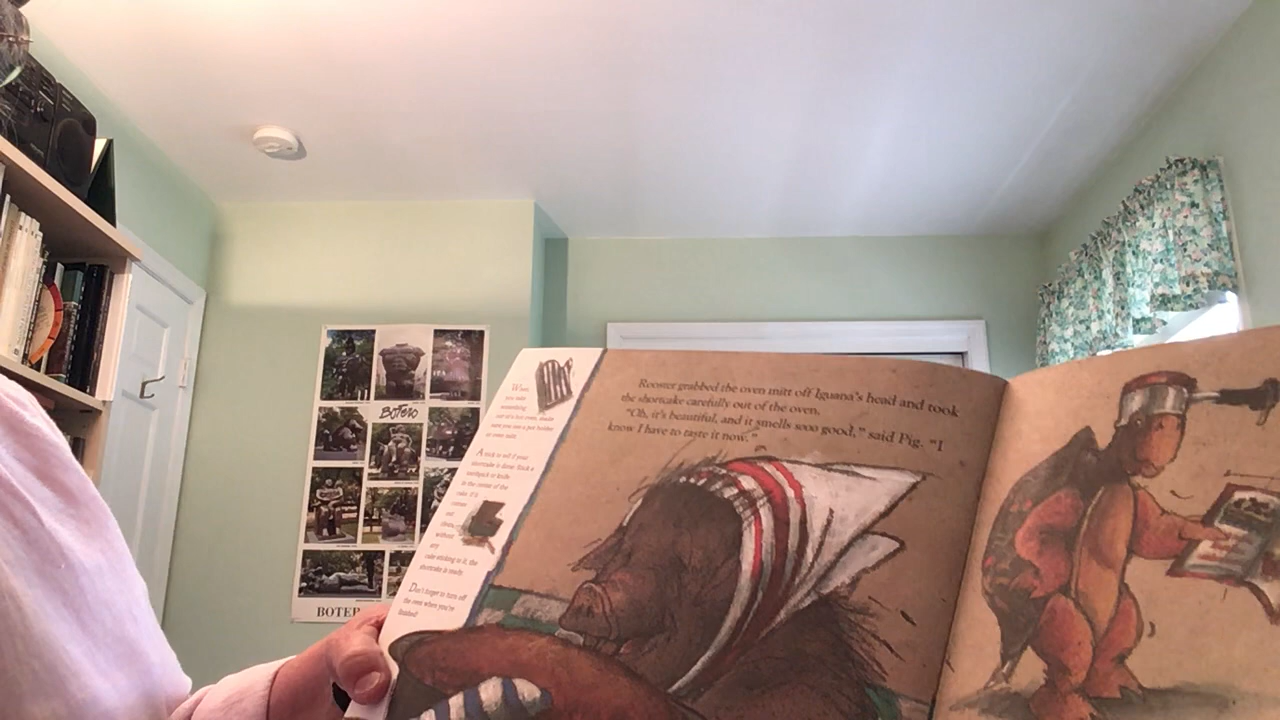 Rooster grabbed the oven mitt off Iguana's head and took
the shortcake carefully out of the oven.
"Oh, it's beautiful, and it smells sooo good," said Pig. "I
know I have to taste it now."
When
you take
something
out of a hot oven, make
sure you use a pot holder
or oven mitt.
A trick to tell if your
shortcake is done: Stick a
toothpick or knife
in the center of the
cake. If it
comes
out
clean,
without
any
cake sticking to it, the
shortcake is ready.
Don't forget to turn off
the oven when you're
finished!
BOTERO
BOTER